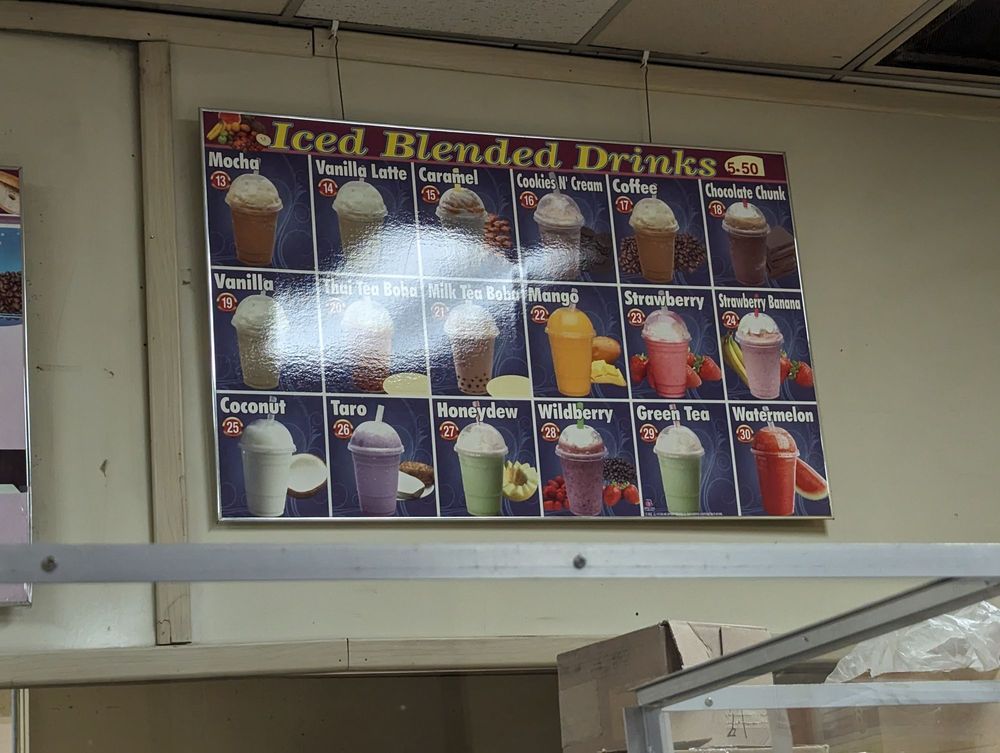 Iced Blended Drinks 5-50
Mocha
13
Vanilla Latte
14
Caramel
15
Cookies N' Cream
16
Coffee
17
Chocolate Chunk
18
Vanilla
19
Thai Tea Boba
20
Milk Tea Boba
21
Mango
22
Strawberry
23
Strawberry Banana
24
Coconut
25
Taro
26
Honeydew
27
Wildberry
28
Green Tea
29
Watermelon
30